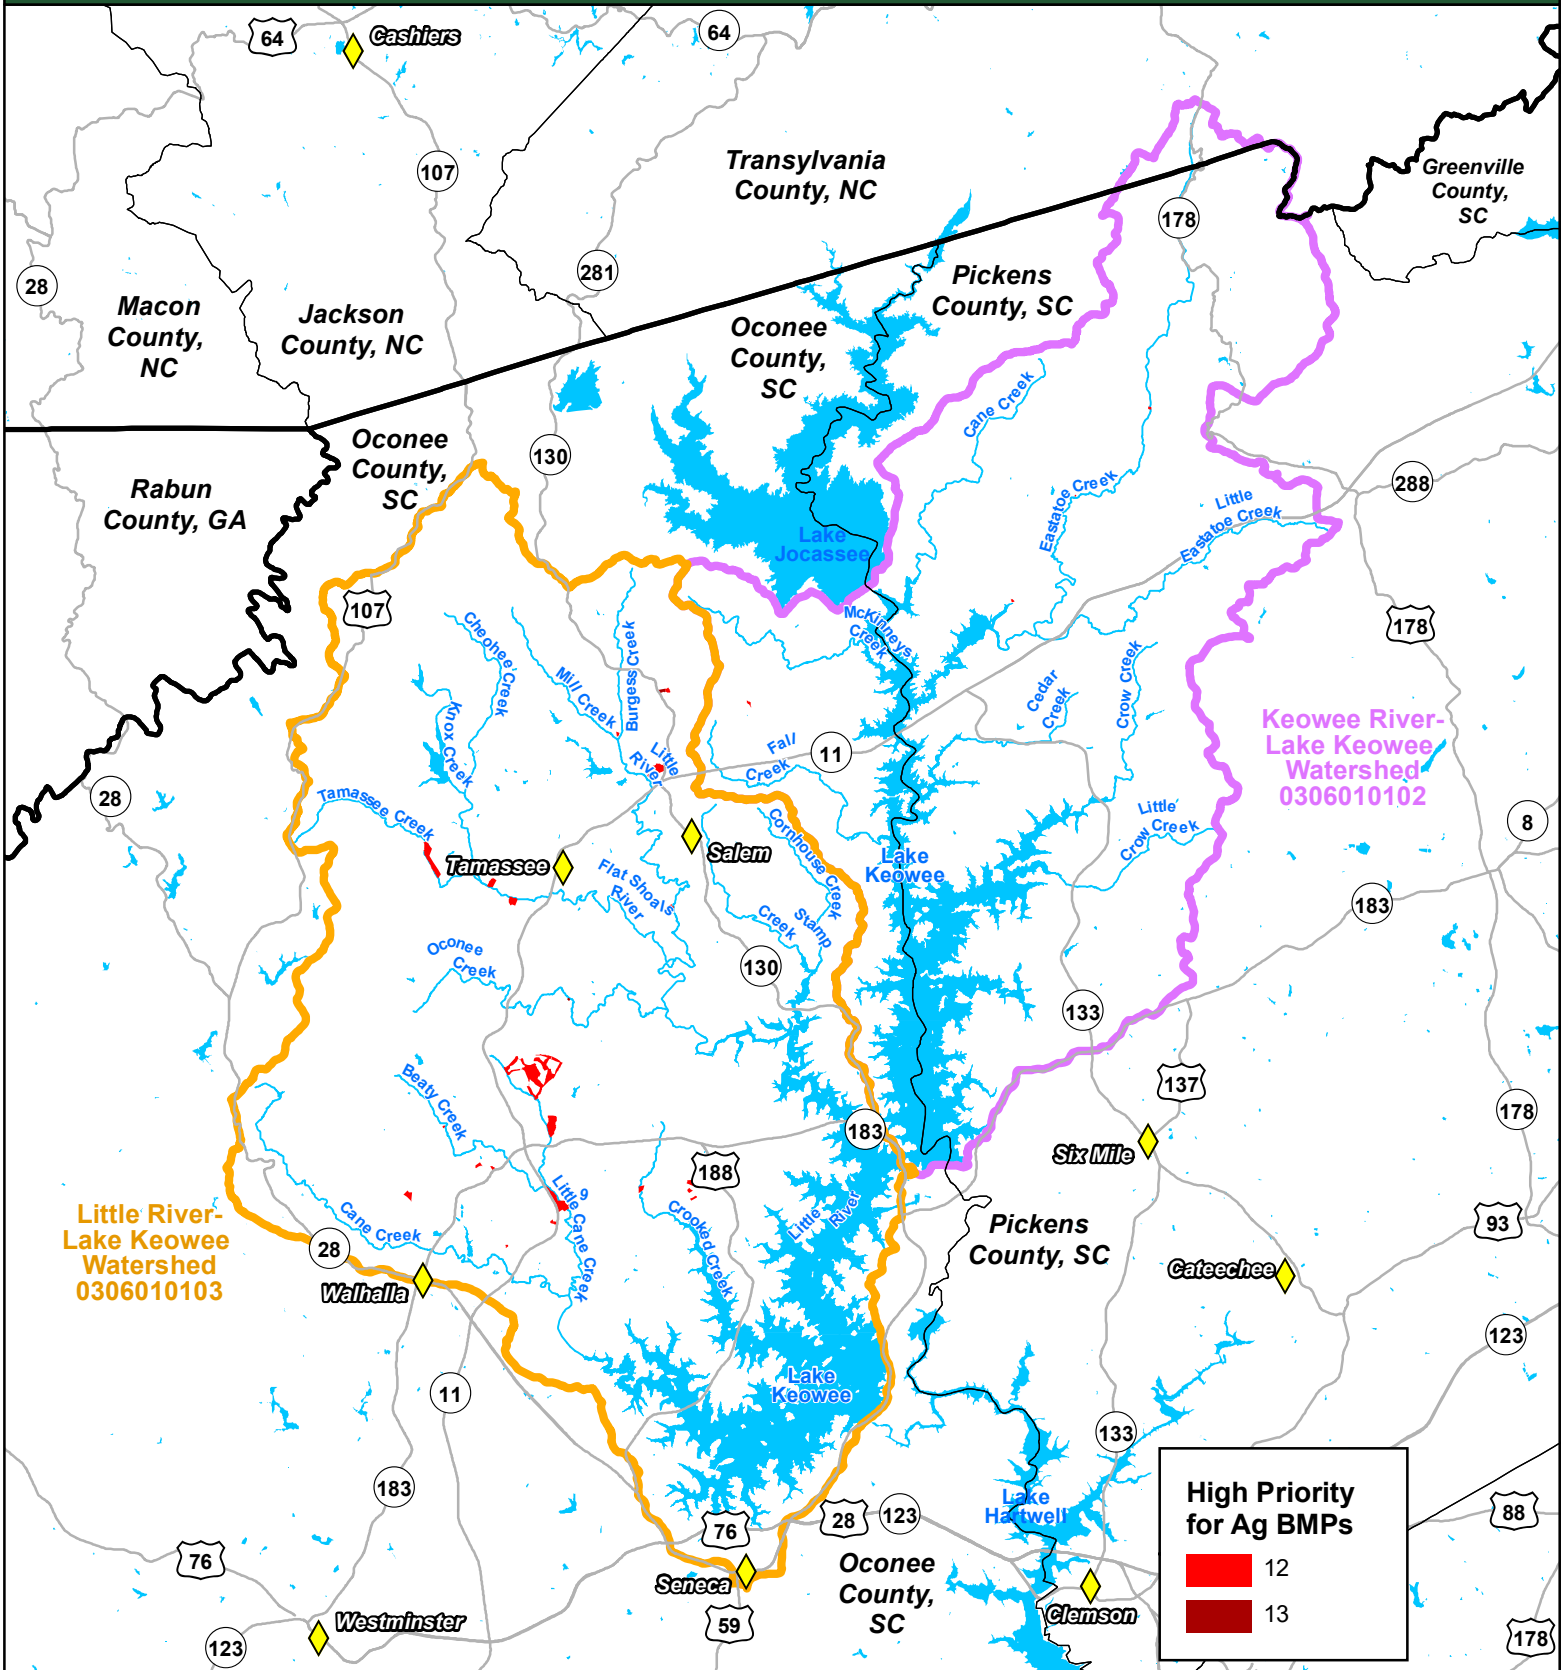 64
Cashiers
64
107
Transylvania
County, NC
Greenville
County,
SC
178
28
281
Macon
County,
NC
Jackson
County, NC
Pickens
County, SC
Oconee
County,
SC
Cane Creek
Oconee
County,
SC
130
288
Rabun
County, GA
Eastatoe Creek
Little
Eastatoe Creek
Lake
Jocassee
107
McKinneys
Creek
178
Cheohee Creek
Mill Creek
Burgess Creek
Knox Creek
Cedar
Creek
Crow Creek
Keowee River-
Lake Keowee
Watershed
0306010102
Little
River
Fall
Creek
11
28
Tamassee Creek
Little
Crow Creek
8
Tamassee
Salem
Cornhouse Creek
Lake
Keowee
Flat Shoals
River
Stamp
Creek
183
Oconee
Creek
130
133
Beaty Creek
137
178
183
Six Mile
188
Little River-
Lake Keowee
Watershed
0306010103
Cane Creek
9
Little Cane Creek
Crooked Creek
Little
River
Pickens
County, SC
93
28
Walhalla
Cateechee
123
11
Lake
Keowee
133
183
High Priority
for Ag BMPs
12
13
Lake
Hartwell
76
28
123
88
76
Oconee
County,
SC
Seneca
Clemson
Westminster
59
123
178